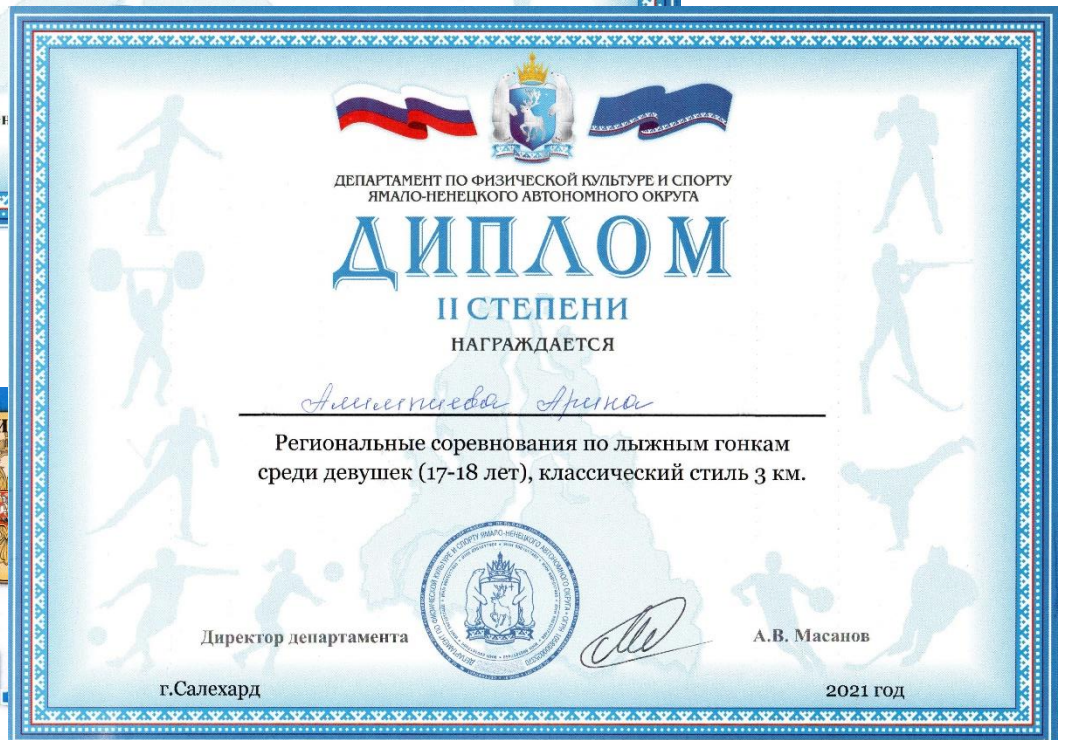 ДЕПАРТАМЕНТ ПО ФИЗИЧЕСКОЙ КУЛЬТУРЕ И СПОРТУ
ЯМАЛО-НЕНЕЦКОГО АВТОНОМНОГО ОКРУГА
ДИПЛОМ
II СТЕПЕНИ
НАГРАЖДАЕТСЯ
Арина
Региональные соревнования по лыжным гонкам
среди девушек (17-18 лет), классический стиль 3 км.
Директор департамента
А.В. Масанов
г.Салехард
2021 год